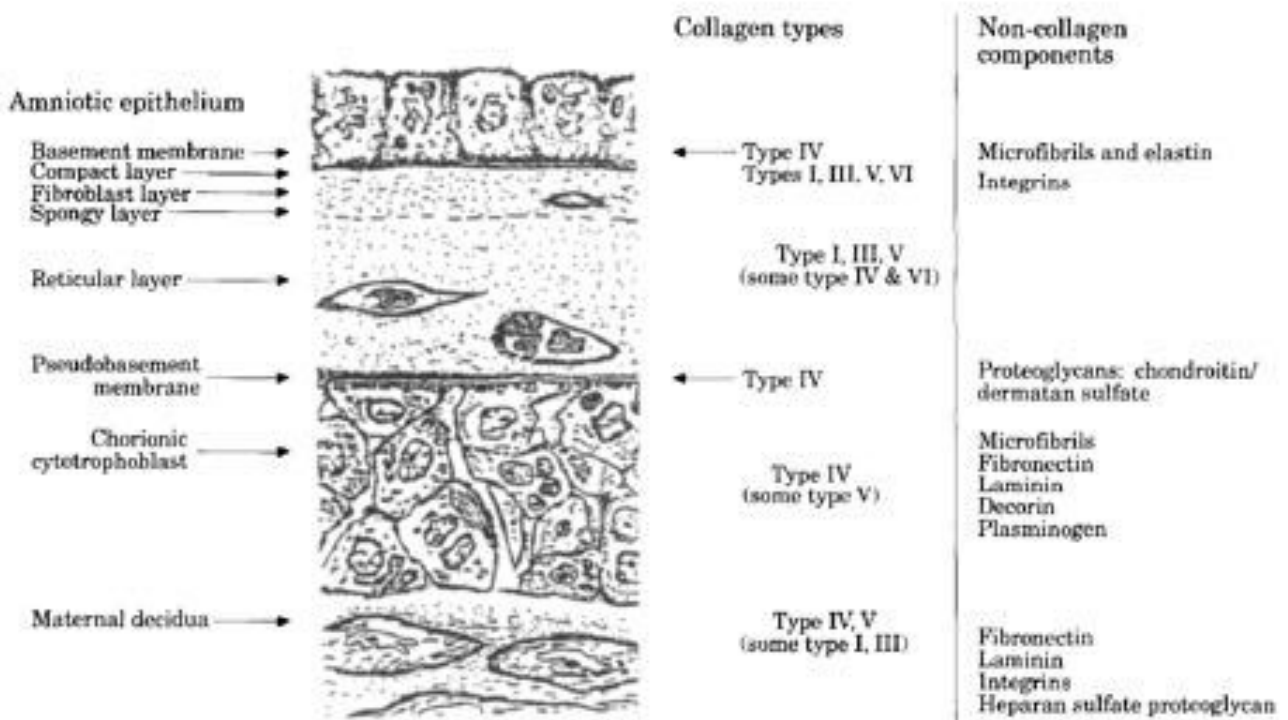 Collagen types
Non-collagen
components
Amniotic epithelium
Basement membrane
Compact layer
Fibroblast layer
Spongy layer
Reticular layer
Pseudobasement
membrane
Chorionic
cytotrophoblast
Maternal decidua
Type IV
Types I, III, V, VI
Type I, III, V
(some type IV & VI)
Type IV
Type IV
(some type V)
Type IV, V
(some type I, III)
Microfibrils and elastin
Integrins
Proteoglycans: chondroitin/
dermatan sulfate
Microfibrils
Fibronectin
Laminin
Decorin
Plasminogen
Fibronectin
Laminin
Integrins
Heparan sulfate proteoglycan